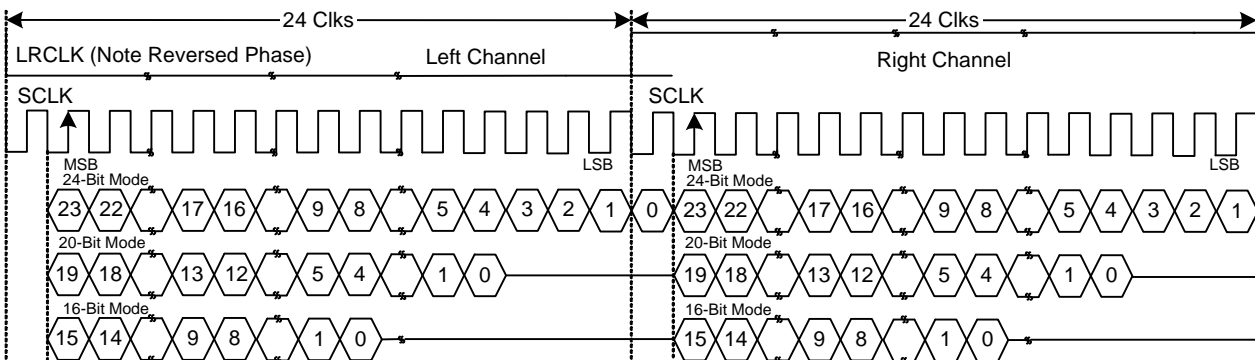 24 Clks 24 Clks
LRCLK (Note Reversed Phase) Left Channel Right Channel
SCLK SCLK
MSB LSB MSB LSB
24-Bit Mode 24-Bit Mode
23 22 17 16 9 8 5 4 3 2 1 0 23 22 17 16 9 8 5 4 3 2 1
20-Bit Mode 20-Bit Mode
19 18 13 12 5 4 1 0 19 18 13 12 5 4 1 0
16-Bit Mode 16-Bit Mode
15 14 9 8 1 0 15 14 9 8 1 0